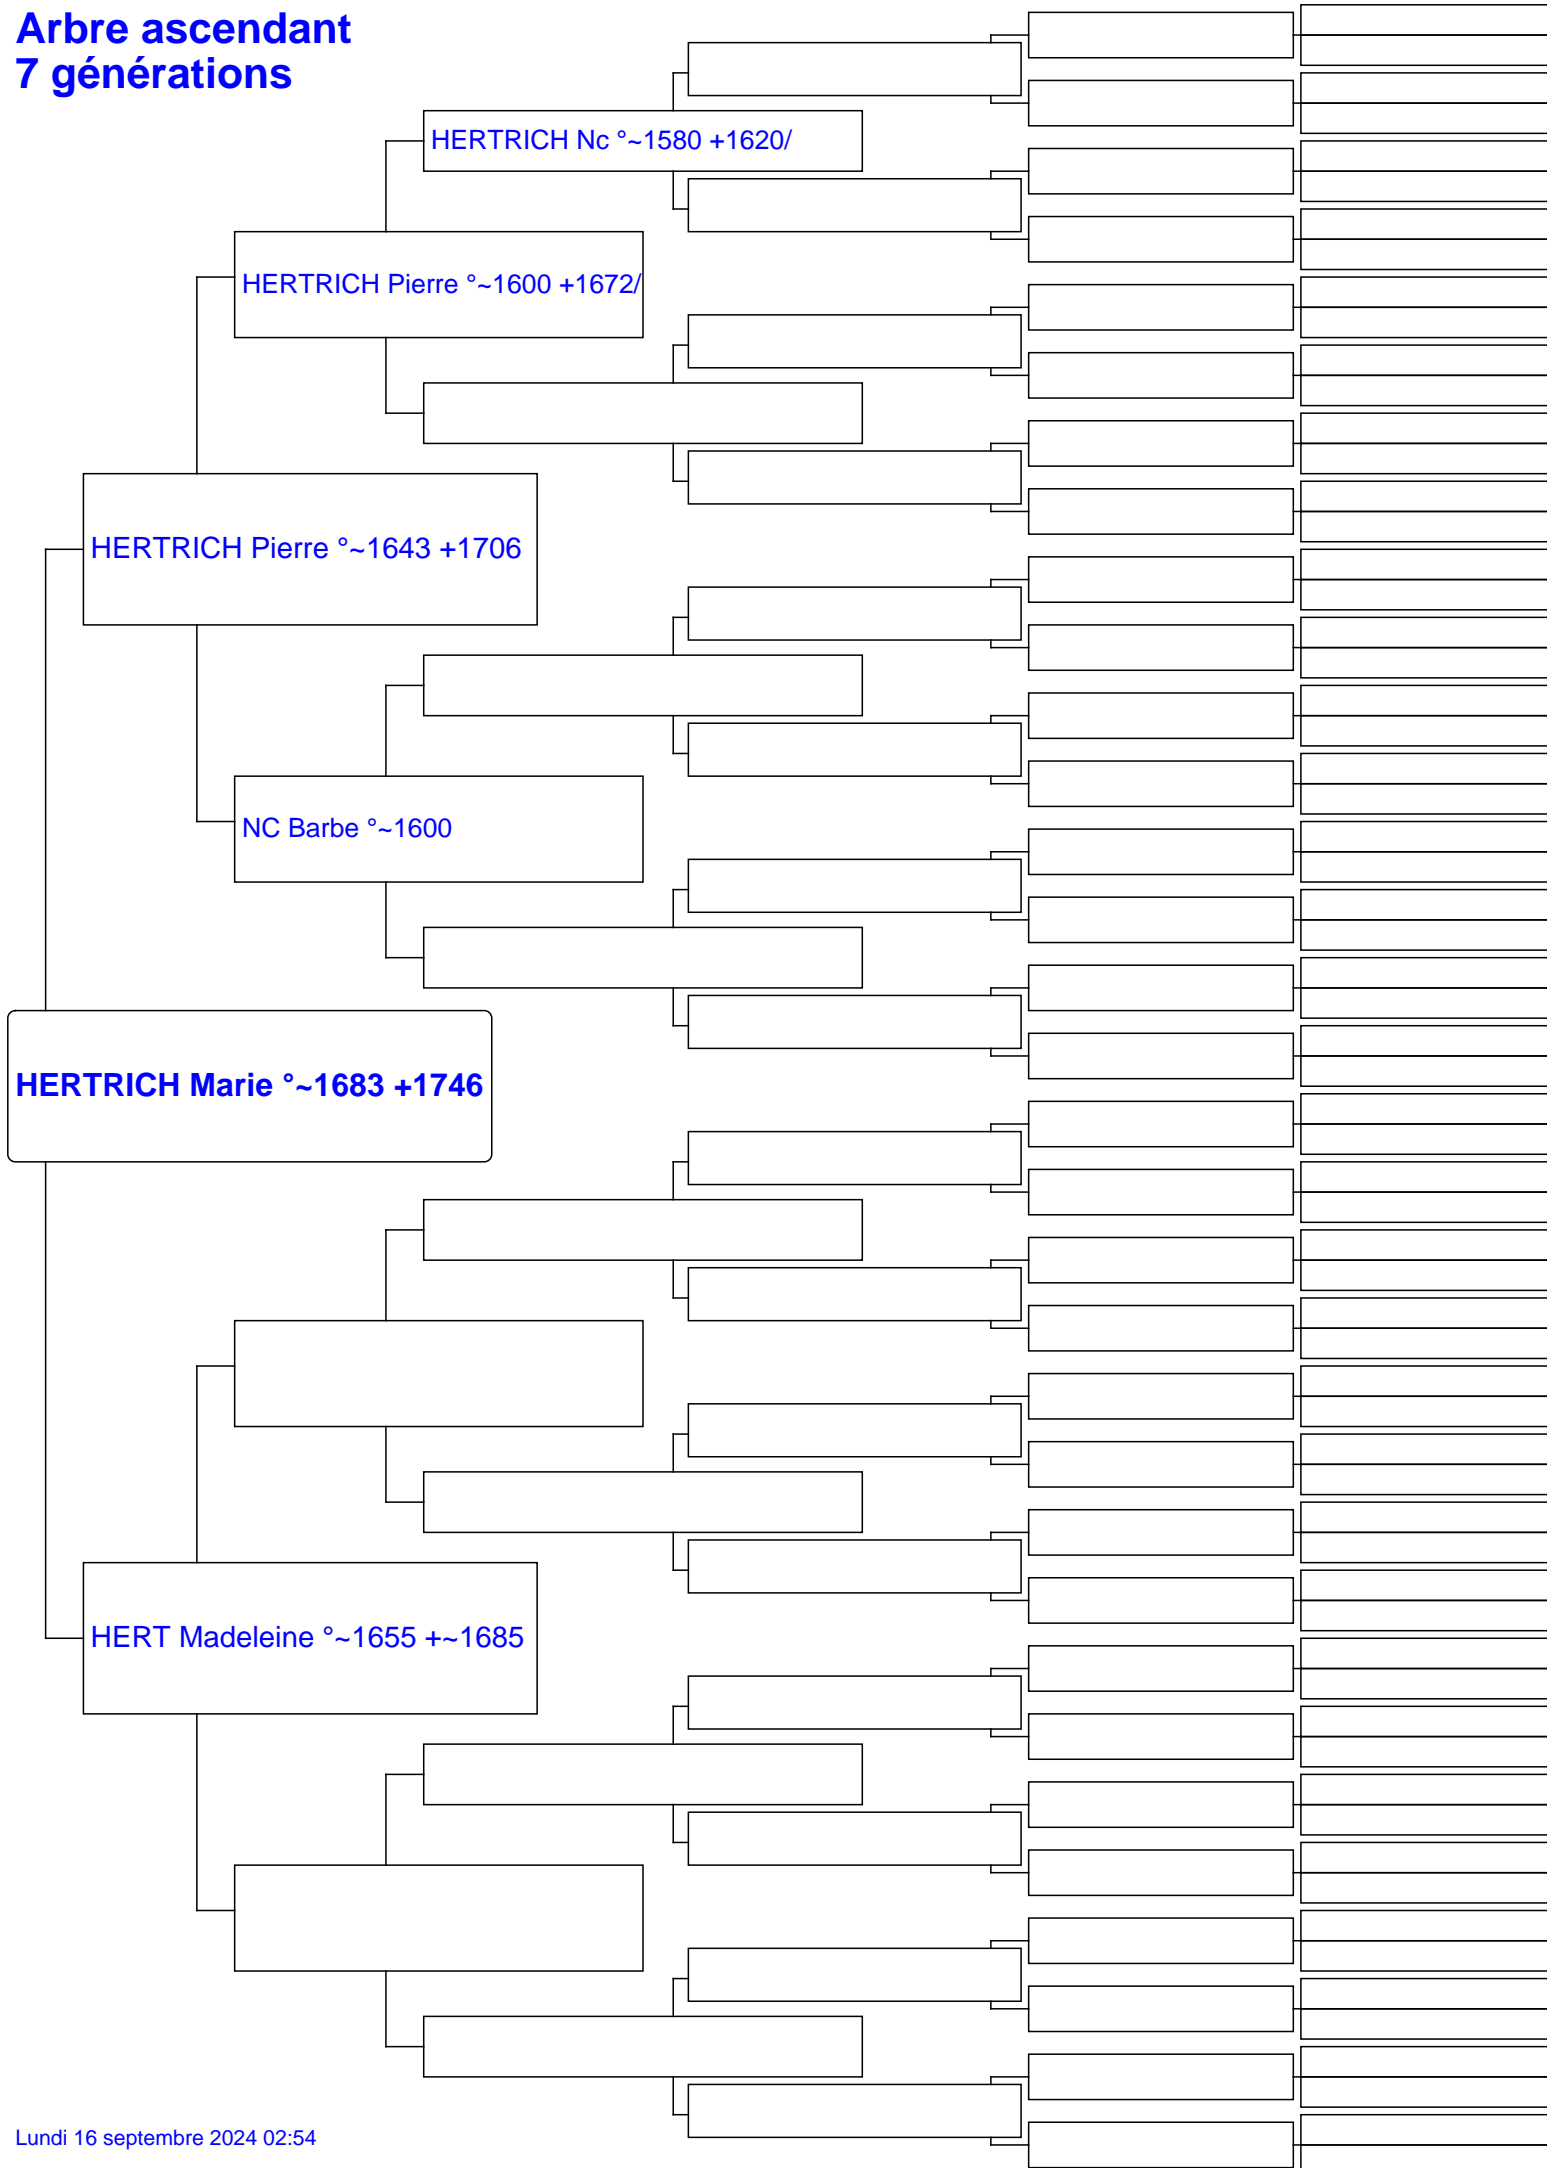 Arbre ascendant
7 générations
HERTRICH Nc °~1580 +1620/
HERTRICH Pierre °~1600 +1672/
HERTRICH Pierre °~1643 +1706
NC Barbe °~1600
HERTRICH Marie °~1683 +1746
HERT Madeleine °~1655 +~1685
Lundi 16 septembre 2024 02:54